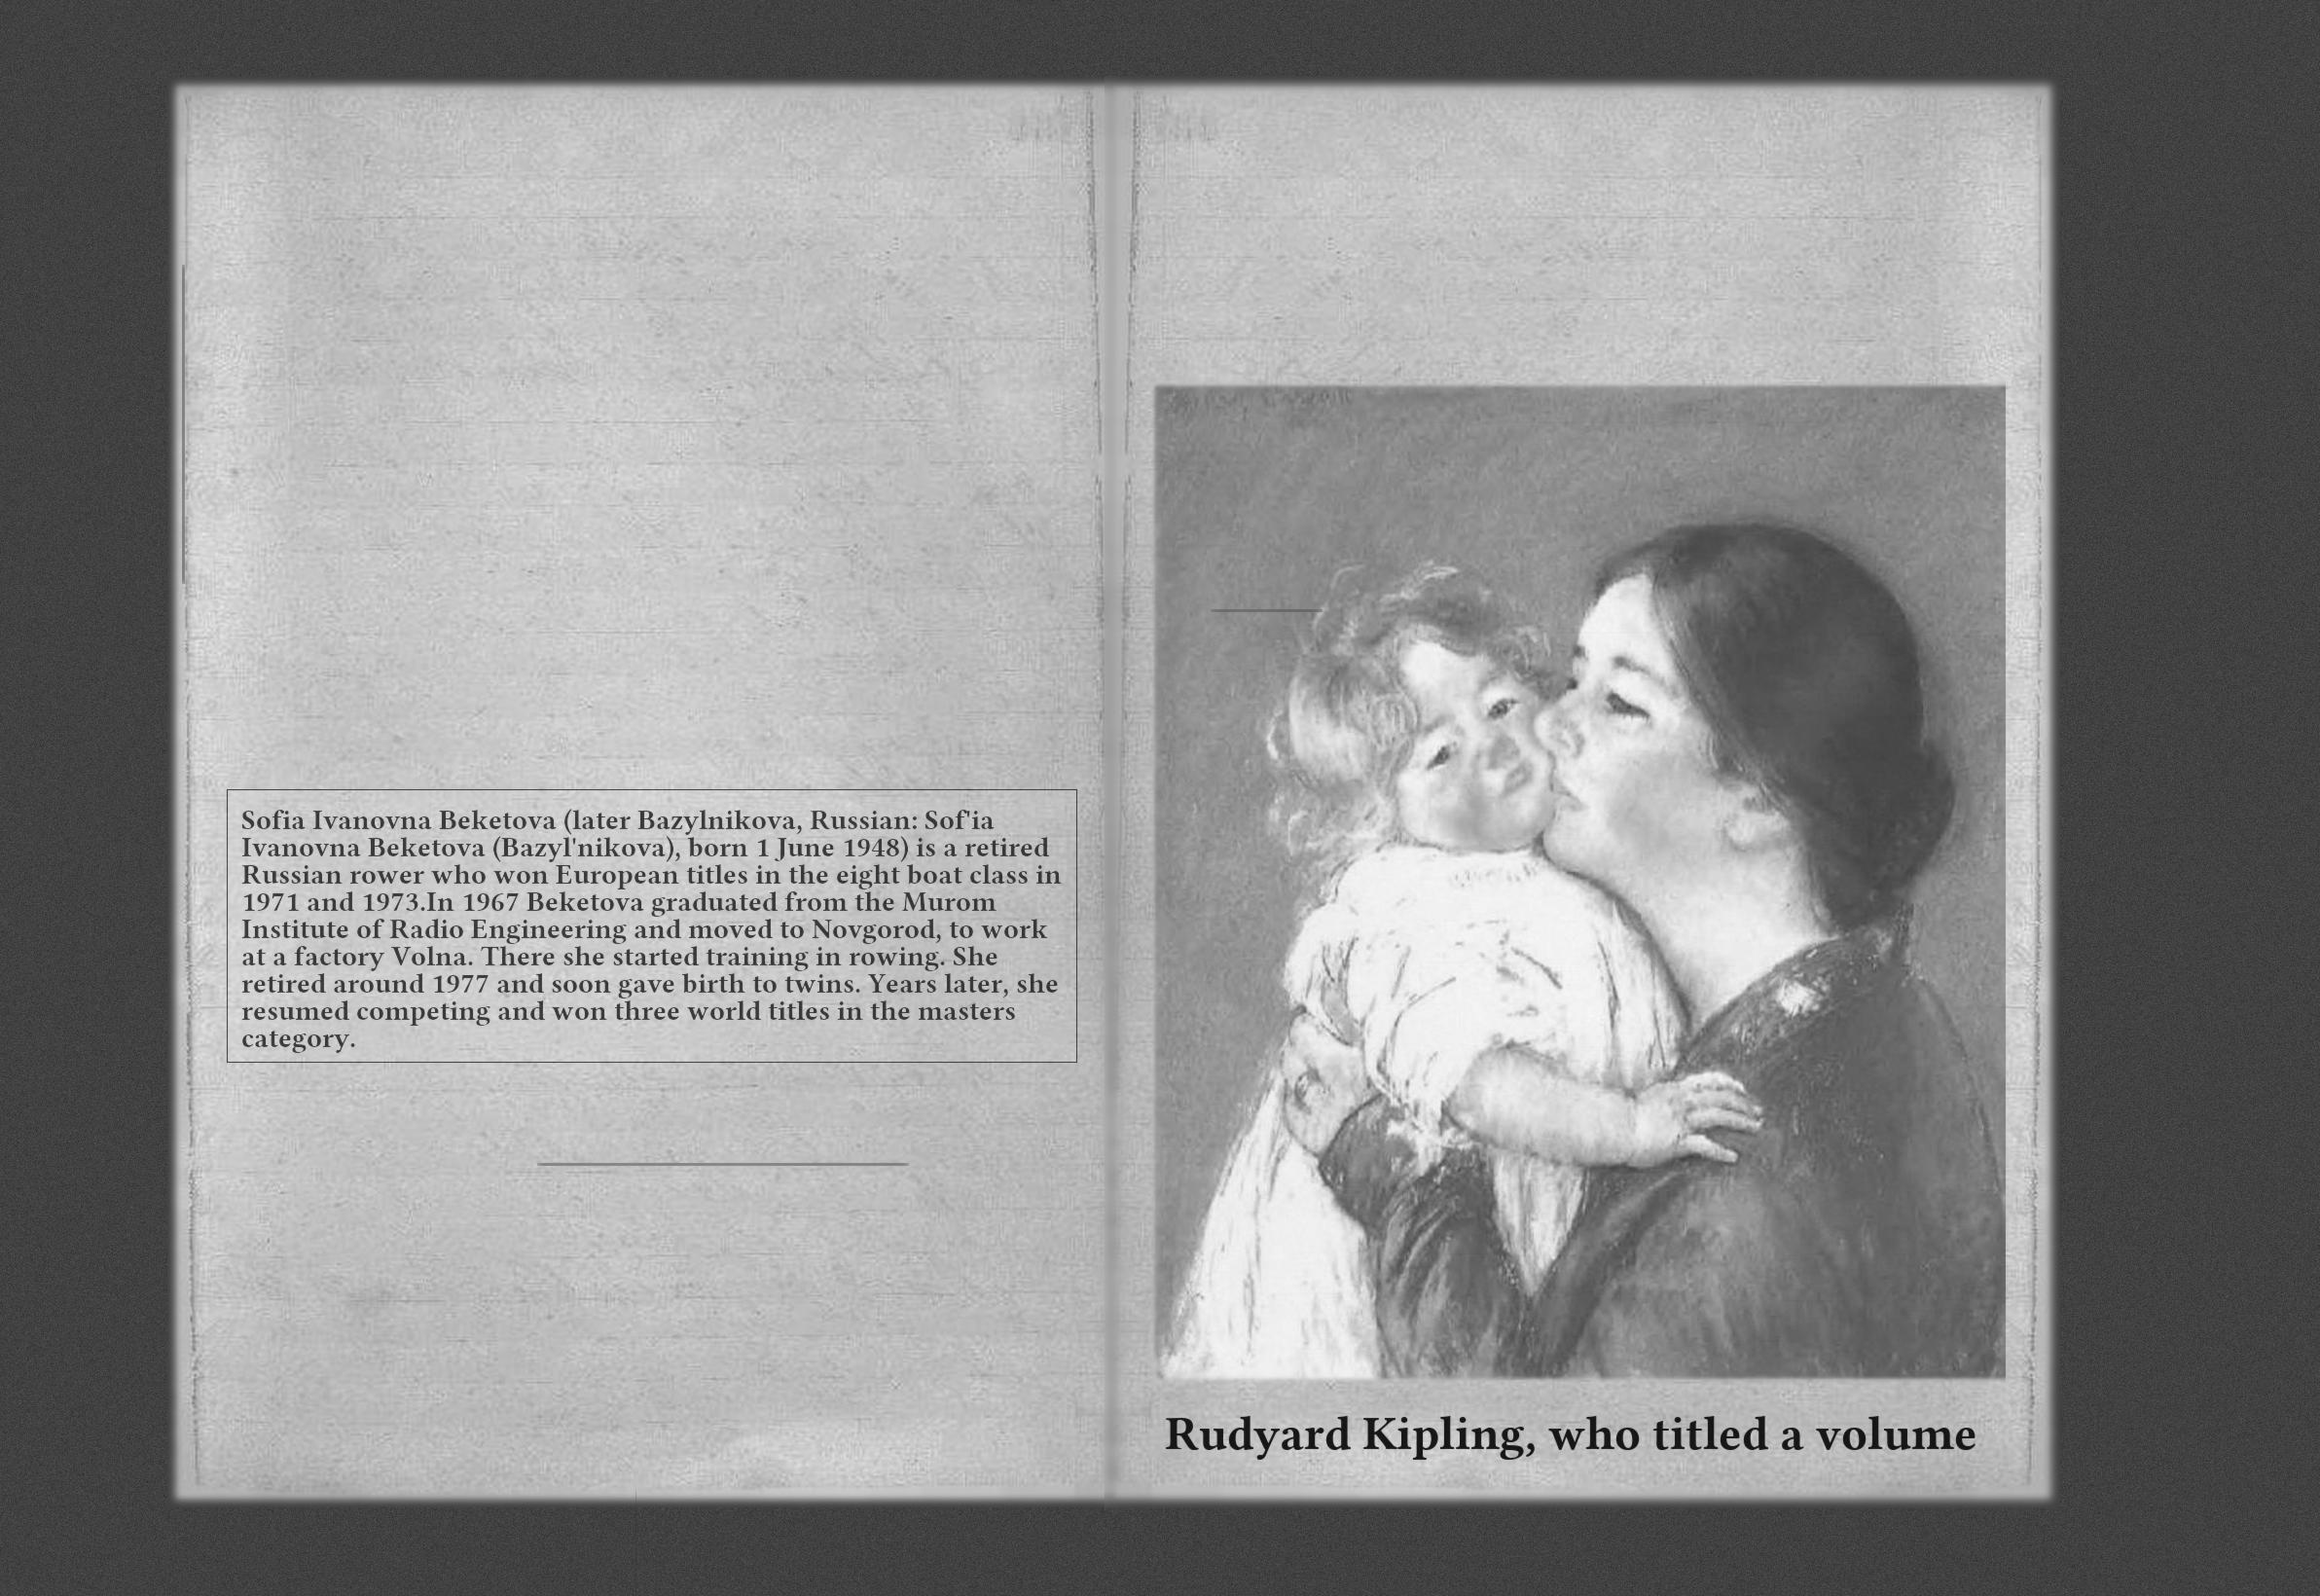 Sofia Ivanovna Beketova (later Bazylnikova, Russian: Sof'ia
Ivanovna Beketova (Bazyl'nikova), born 1 June 1948) is a retired
Russian rower who won European titles in the eight boat class in
1971 and 1973.In 1967 Beketova graduated from the Murom
Institute of Radio Engineering and moved to Novgorod, to work
at a factory Volna. There she started training in rowing. She
retired around 1977 and soon gave birth to twins. Years later, she
resumed competing and won three world titles in the masters
category.
Rudyard Kipling, who titled a volume